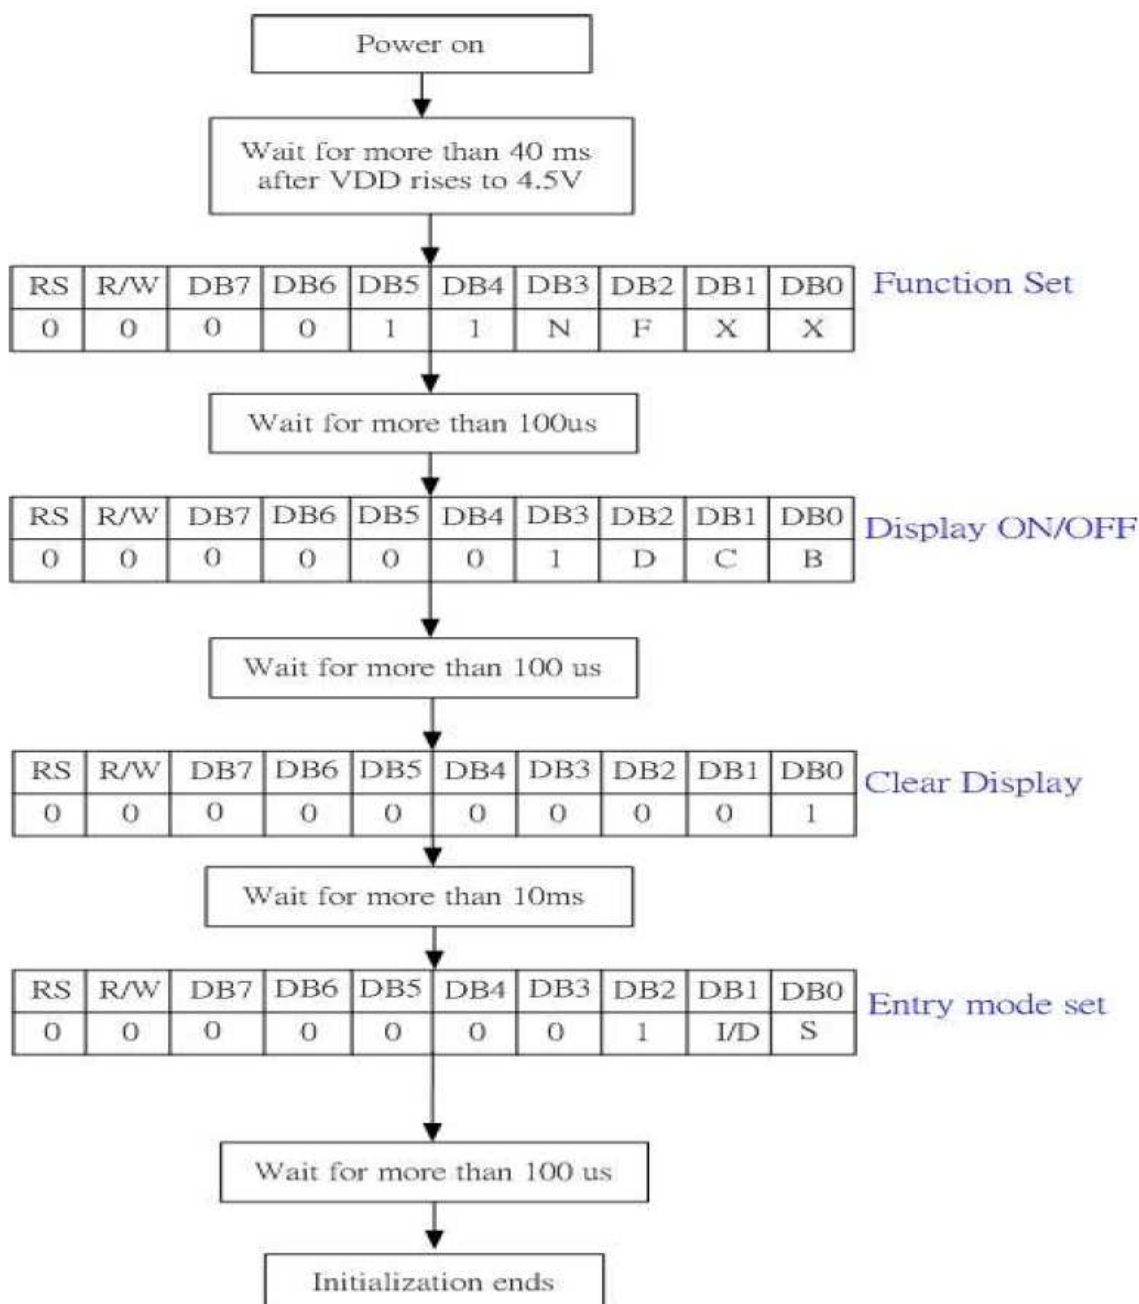 Power on
Wait for more than 40 ms
after VDD rises to 4.5V
RS R/W DB7 DB6 DB5 DB4 DB3 DB2 DB1 DB0 Function Set
0 0 0 0 1 1 N F X X
Wait for more than 100us
RS R/W DB7 DB6 DB5 DB4 DB3 DB2 DB1 DB0 Display ON/OFF
0 0 0 0 0 0 1 D C B
Wait for more than 100 us
RS R/W DB7 DB6 DB5 DB4 DB3 DB2 DB1 DB0 Clear Display
0 0 0 0 0 0 0 0 0 1
Wait for more than 10ms
RS R/W DB7 DB6 DB5 DB4 DB3 DB2 DB1 DB0 Entry mode set
0 0 0 0 0 0 0 1 I/D S
Wait for more than 100 us
Initialization ends